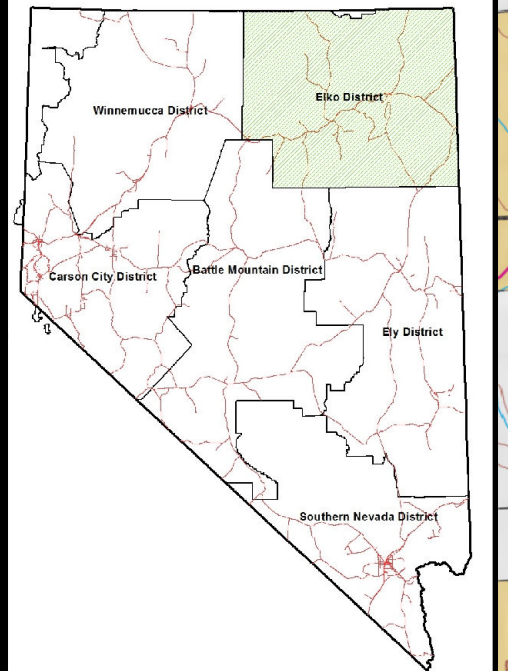 Elko District
Winnemucca District
Battle Mountain District
Carson City District
Ely District
Southern Nevada District